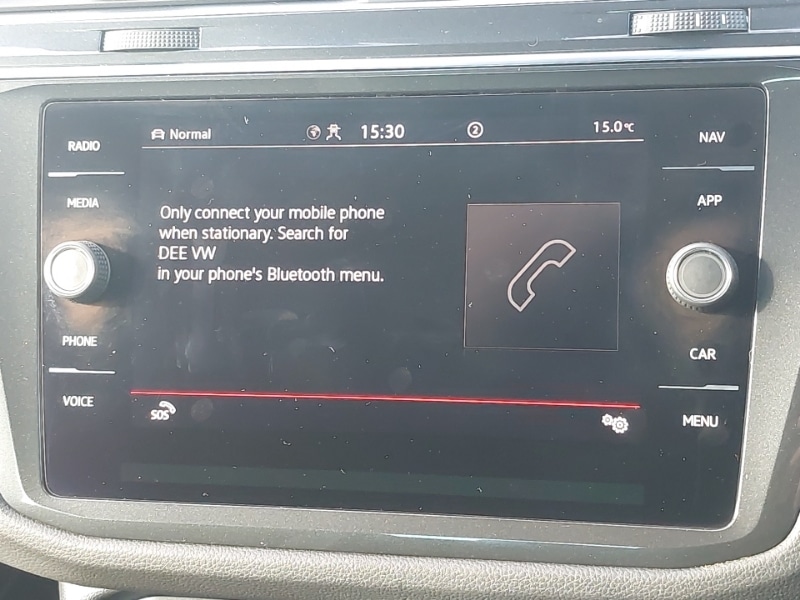 RADIO
MEDIA
PHONE
VOICE
Normal 15:30 2 15.0°C
Only connect your mobile phone
when stationary. Search for
DEE VW
in your phone's Bluetooth menu.
SOS
NAV
APP
CAR
MENU